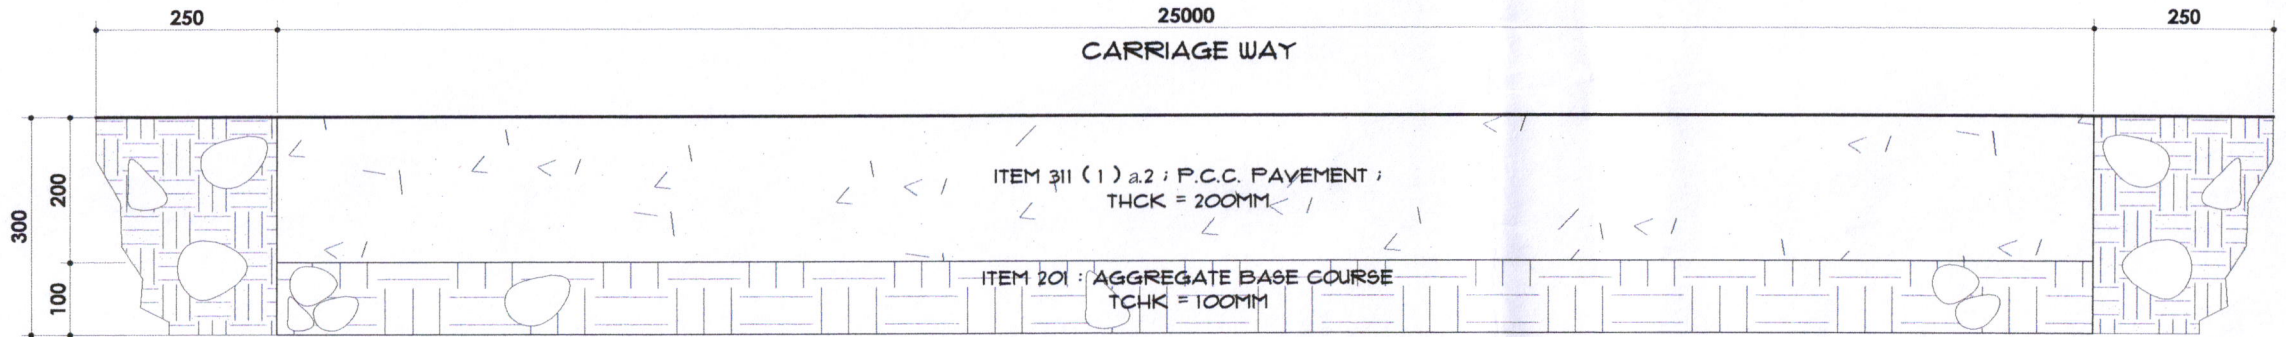 250
25000
250
CARRIAGE WAY
300
200
100
ITEM 311 ( 1 ) a.2 ; P.C.C. PAVEMENT ;
THCK = 200MM
ITEM 201 : AGGREGATE BASE COURSE
TCHK = 100MM